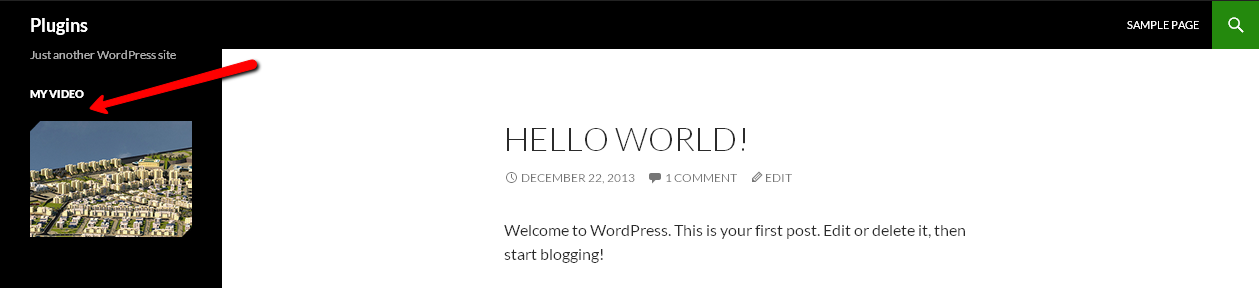 Plugins
SAMPLE PAGE
Just another WordPress site
MY VIDEO
HELLO WORLD!
DECEMBER 22, 2013 1 COMMENT EDIT
Welcome to WordPress. This is your first post. Edit or delete it, then
start blogging!